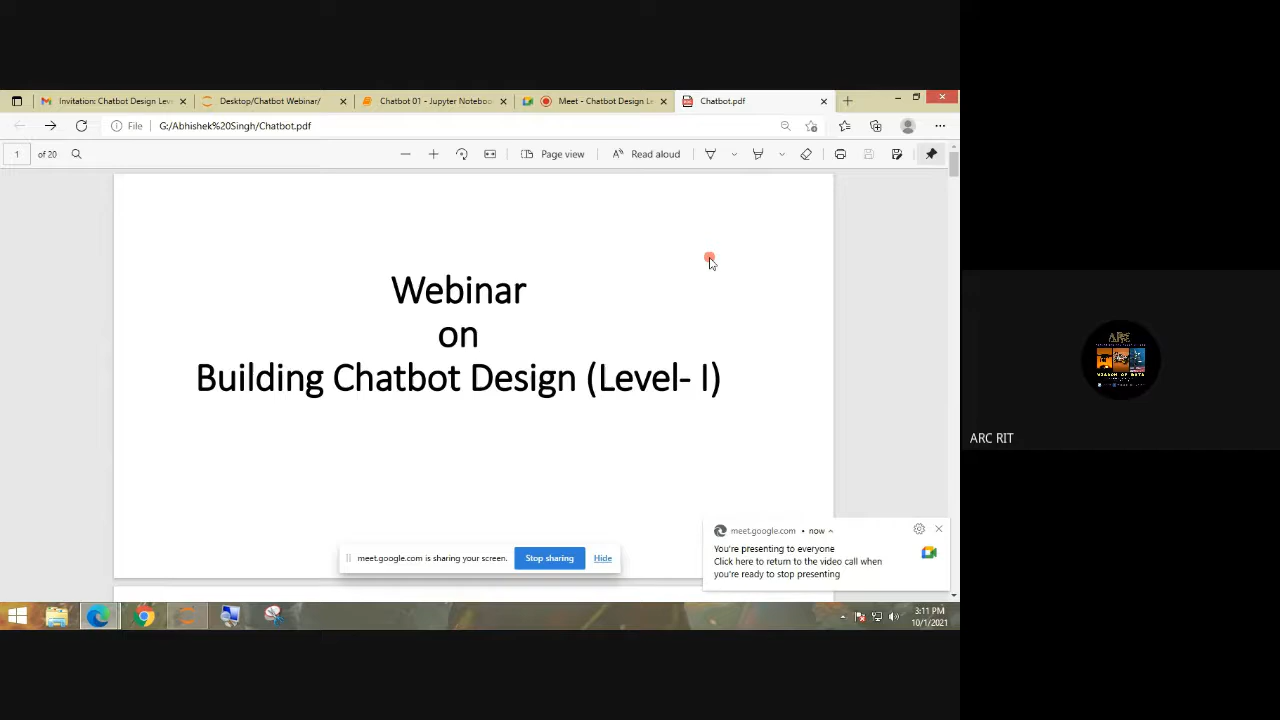 Invitation: Chatbot Design Lev
Desktop/Chatbot Webinar/
Chatbot 01 - Jupyter Noteboo
Meet - Chatbot Design Le
Chatbot.pdf
File
G:/Abhishek%20Singh/Chatbot.pdf
1
of 20
Page view
Read aloud
Webinar
on
Building Chatbot Design (Level- I)
meet.google.com • now
You're presenting to everyone
Click here to return to the video call when
you're ready to stop presenting
meet.google.com is sharing your screen.
Stop sharing
Hide
3:11 PM
10/1/2021
WISDOM OF DATA
ARC RIT